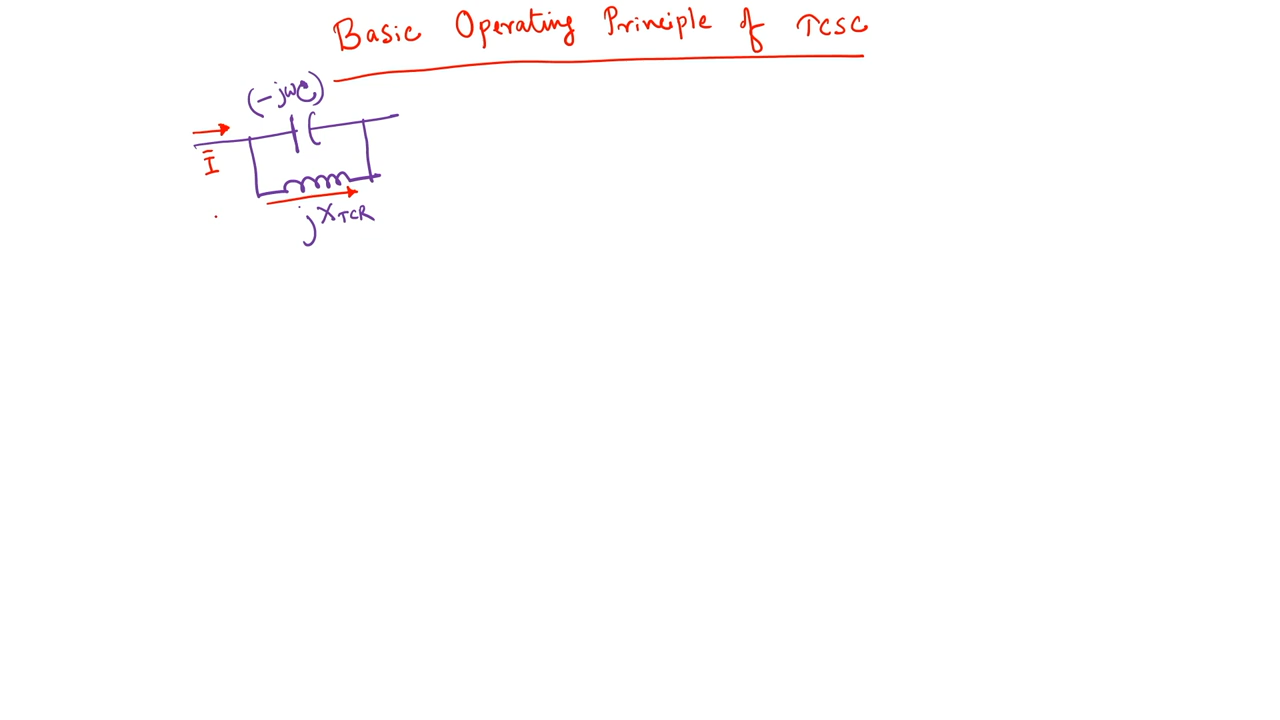 Basic Operating Principle of TCSC
(-jωC)
Ī
jX_TCR